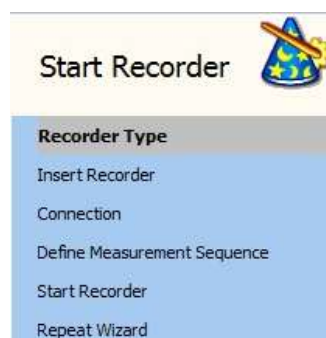 Start Recorder
Recorder Type
Insert Recorder
Connection
Define Measurement Sequence
Start Recorder
Repeat Wizard